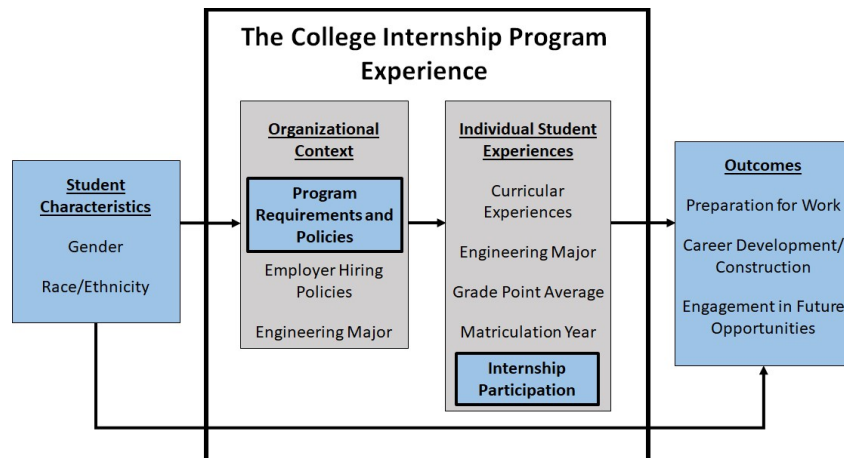 The College Internship Program
Experience
Student
Characteristics
Gender
Race/Ethnicity
Organizational
Context
Program
Requirements and
Policies
Employer Hiring
Policies
Engineering Major
Individual Student
Experiences
Curricular
Experiences
Engineering Major
Grade Point Average
Matriculation Year
Internship
Participation
Outcomes
Preparation for Work
Career Development/
Construction
Engagement in Future
Opportunities